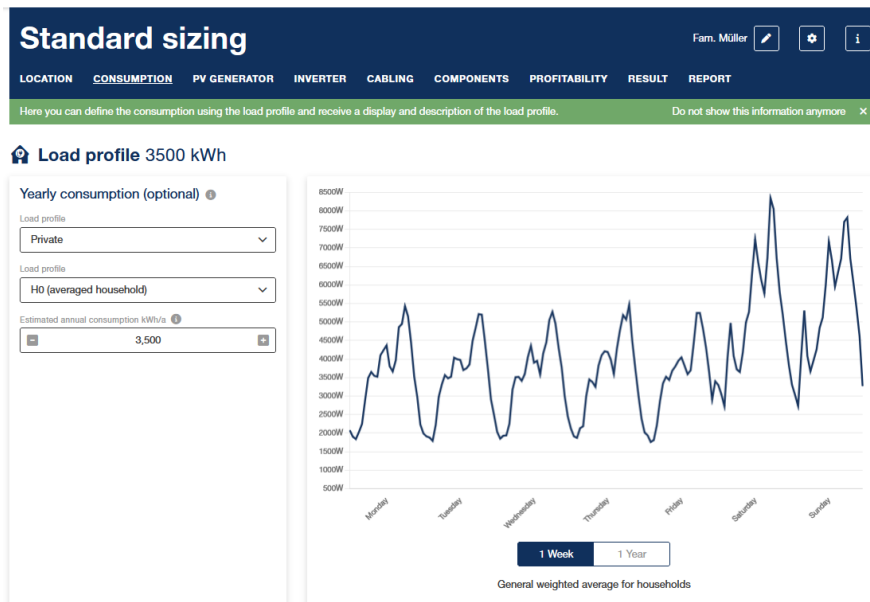 Standard sizing
Fam. Müller
i
LOCATION CONSUMPTION PV GENERATOR INVERTER CABLING COMPONENTS PROFITABILITY RESULT REPORT
Here you can define the consumption using the load profile and receive a display and description of the load profile. Do not show this information anymore ×
Load profile 3500 kWh
Yearly consumption (optional) i
Load profile
Private
Load profile
H0 (averaged household)
Estimated annual consumption kWh/a i
- 3,500 +
8500W
8000W
7500W
7000W
6500W
6000W
5500W
5000W
4500W
4000W
3500W
3000W
2500W
2000W
1500W
1000W
500W
Monday Tuesday Wednesday Thursday Friday Saturday Sunday
1 Week 1 Year
General weighted average for households